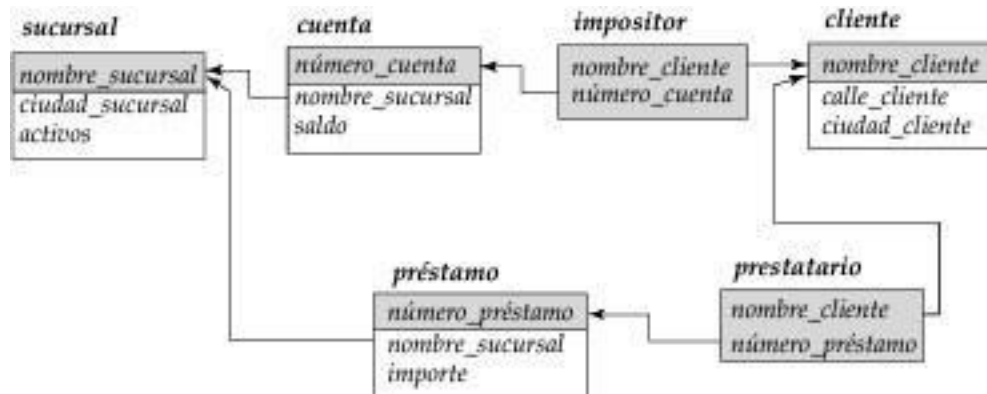 sucursal
nombre_sucursal
ciudad_sucursal
activos
cuenta
número_cuenta
nombre_sucursal
saldo
impositor
nombre_cliente
número_cuenta
cliente
nombre_cliente
calle_cliente
ciudad_cliente
préstamo
número_préstamo
nombre_sucursal
importe
prestatario
nombre_cliente
número_préstamo